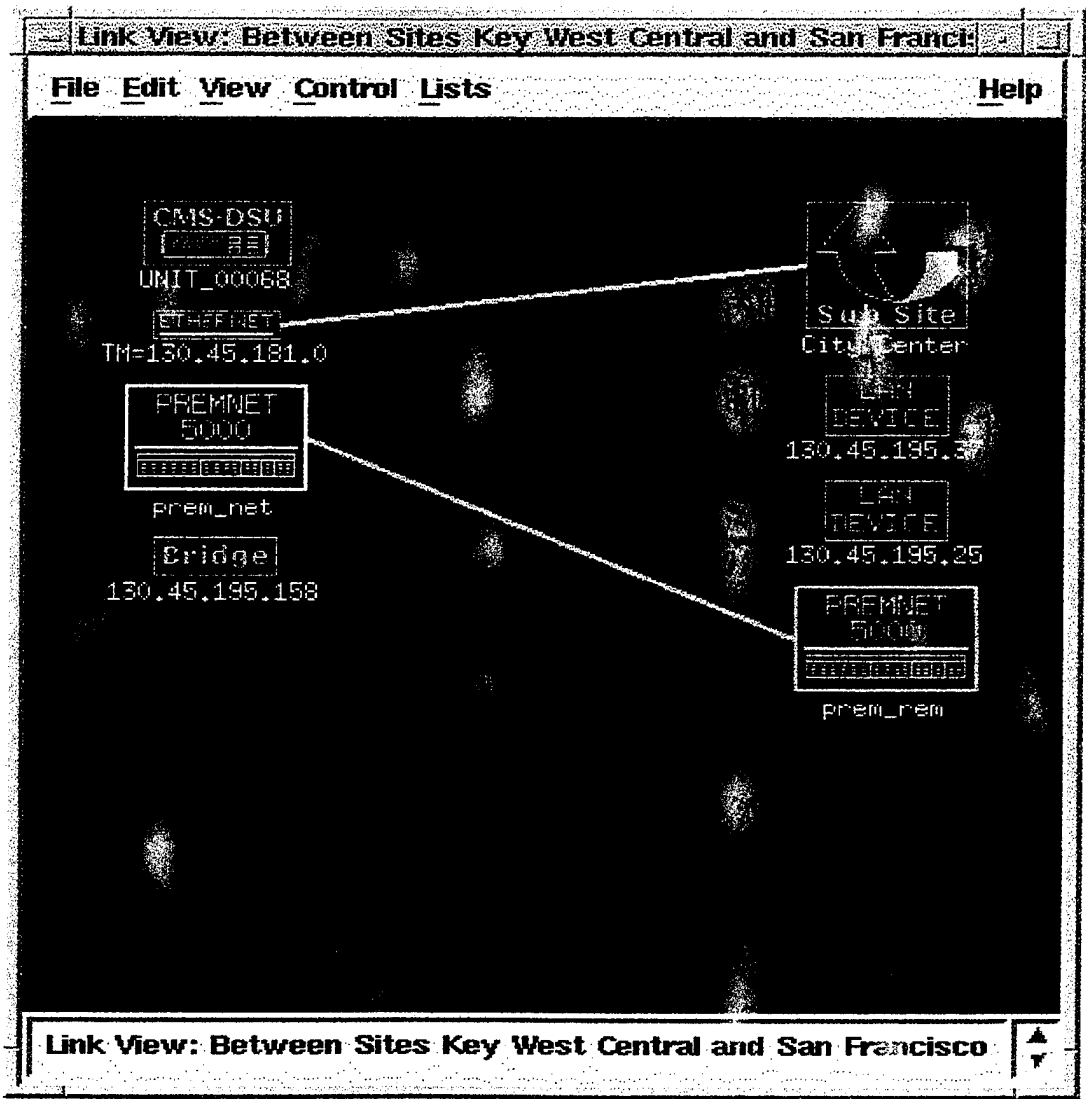 Link View: Between Sites Key West Central and San Franci
File Edit View Control Lists Help
CMS-DSU
UNIT_00068
ETHERNET
TM=130.45.181.0
PREMNET
5000
prem_net
Bridge
130.45.195.158
Sub Site
City Center
LAN
DEVICE
LAN
DEVICE
130.45.195.25
PREMNET
5000
prem_rem
Link View: Between Sites Key West Central and San Francisco